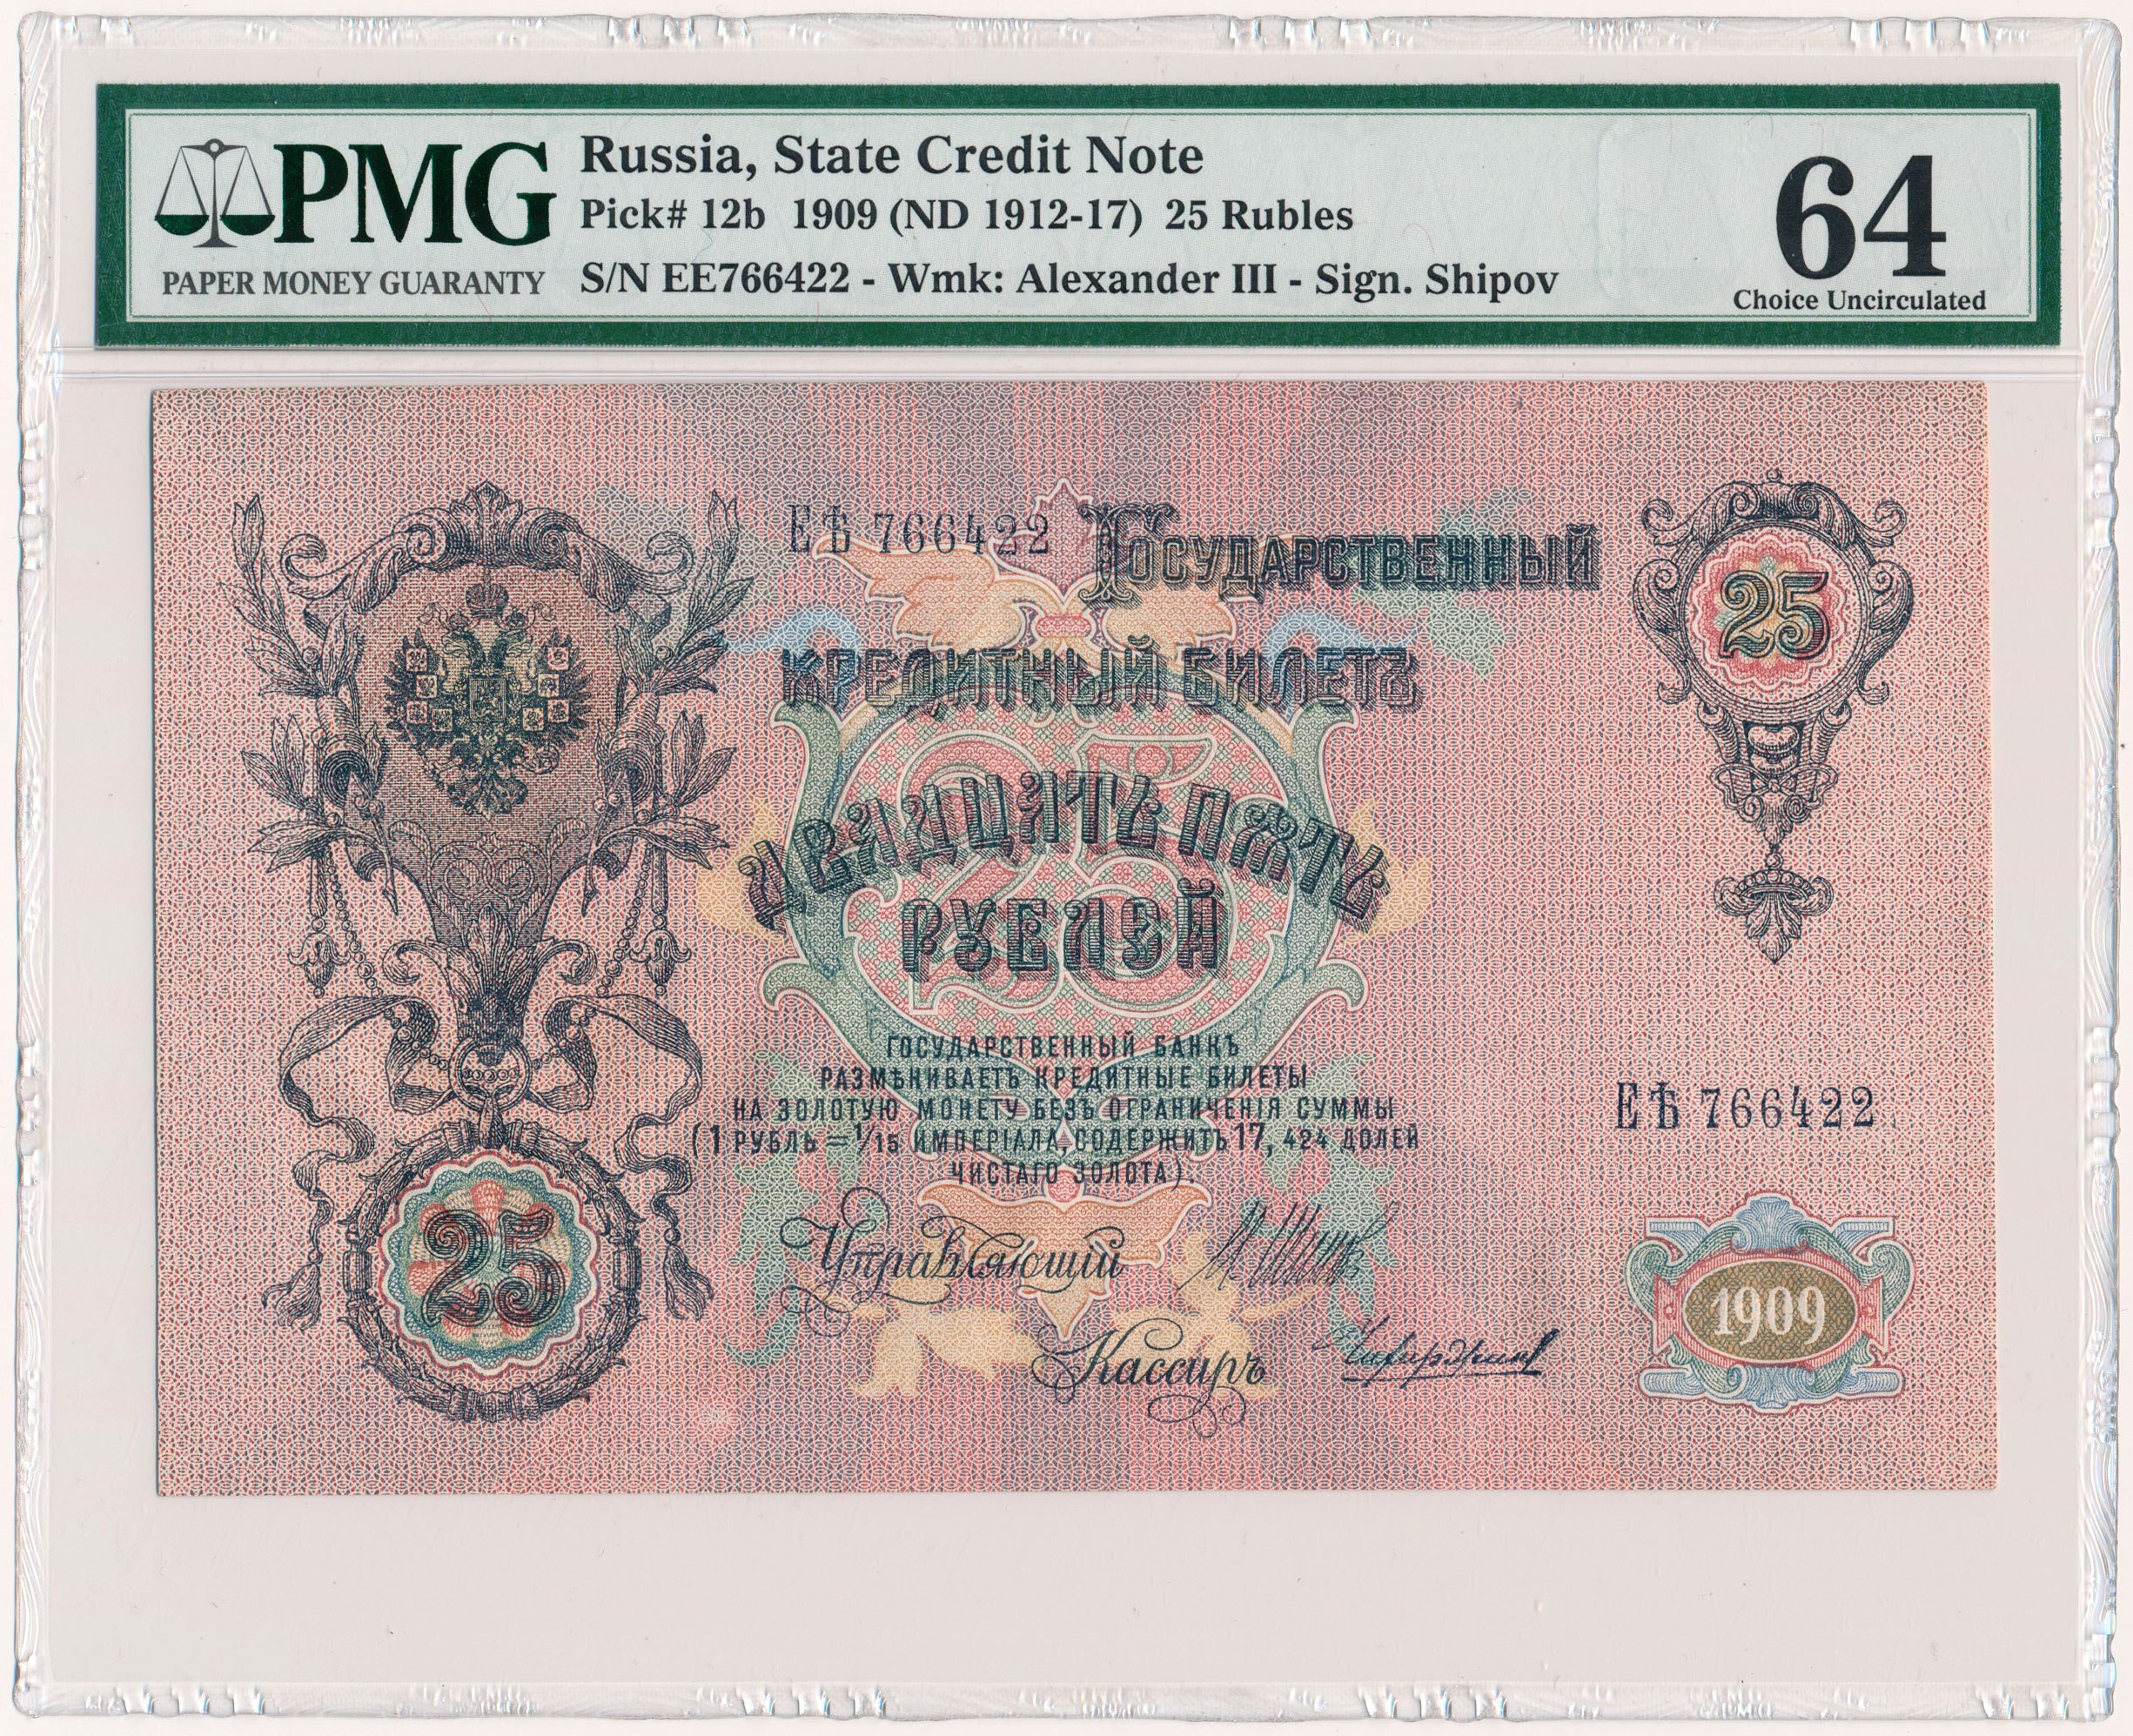 PMG
PAPER MONEY GUARANTY
Russia, State Credit Note
Pick# 12b 1909 (ND 1912-17) 25 Rubles
S/N EE766422 - Wmk: Alexander III - Sign. Shipov
64
Choice Uncirculated
ЕѢ 766422
ГОСУДАРСТВЕННЫЙ
25
КРЕДИТНЫЙ БИЛЕТЪ
25
ДВАДЦАТЬ ПЯТЬ
РУБЛЕЙ
ГОСУДАРСТВЕННЫЙ БАНКЪ
РАЗМѢНИВАЕТЪ КРЕДИТНЫЕ БИЛЕТЫ
НА ЗОЛОТУЮ МОНЕТУ БЕЗЪ ОГРАНИЧЕНІЯ СУММЫ
(1 РУБЛЬ = 1/15 ИМПЕРІАЛА, СОДЕРЖИТЪ 17, 424 ДОЛЕЙ
ЧИСТАГО ЗОЛОТА).
ЕѢ 766422
25
Управляющій
Кассиръ
1909